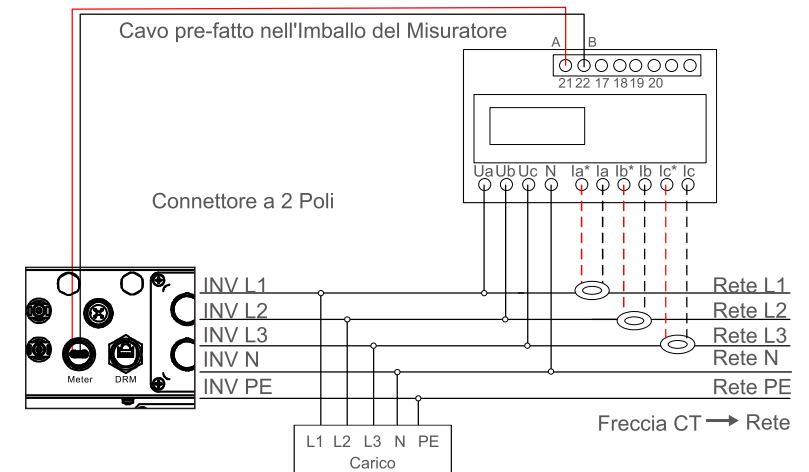 Cavo pre-fatto nell'Imballo del Misuratore
A B
21 22 17 18 19 20
Ua Ub Uc N Ia* Ia Ib* Ib Ic* Ic
Connettore a 2 Poli
INV L1 Rete L1
INV L2 Rete L2
INV L3 Rete L3
INV N Rete N
INV PE Rete PE
Meter DRM
Freccia CT → Rete
L1 L2 L3 N PE
Carico